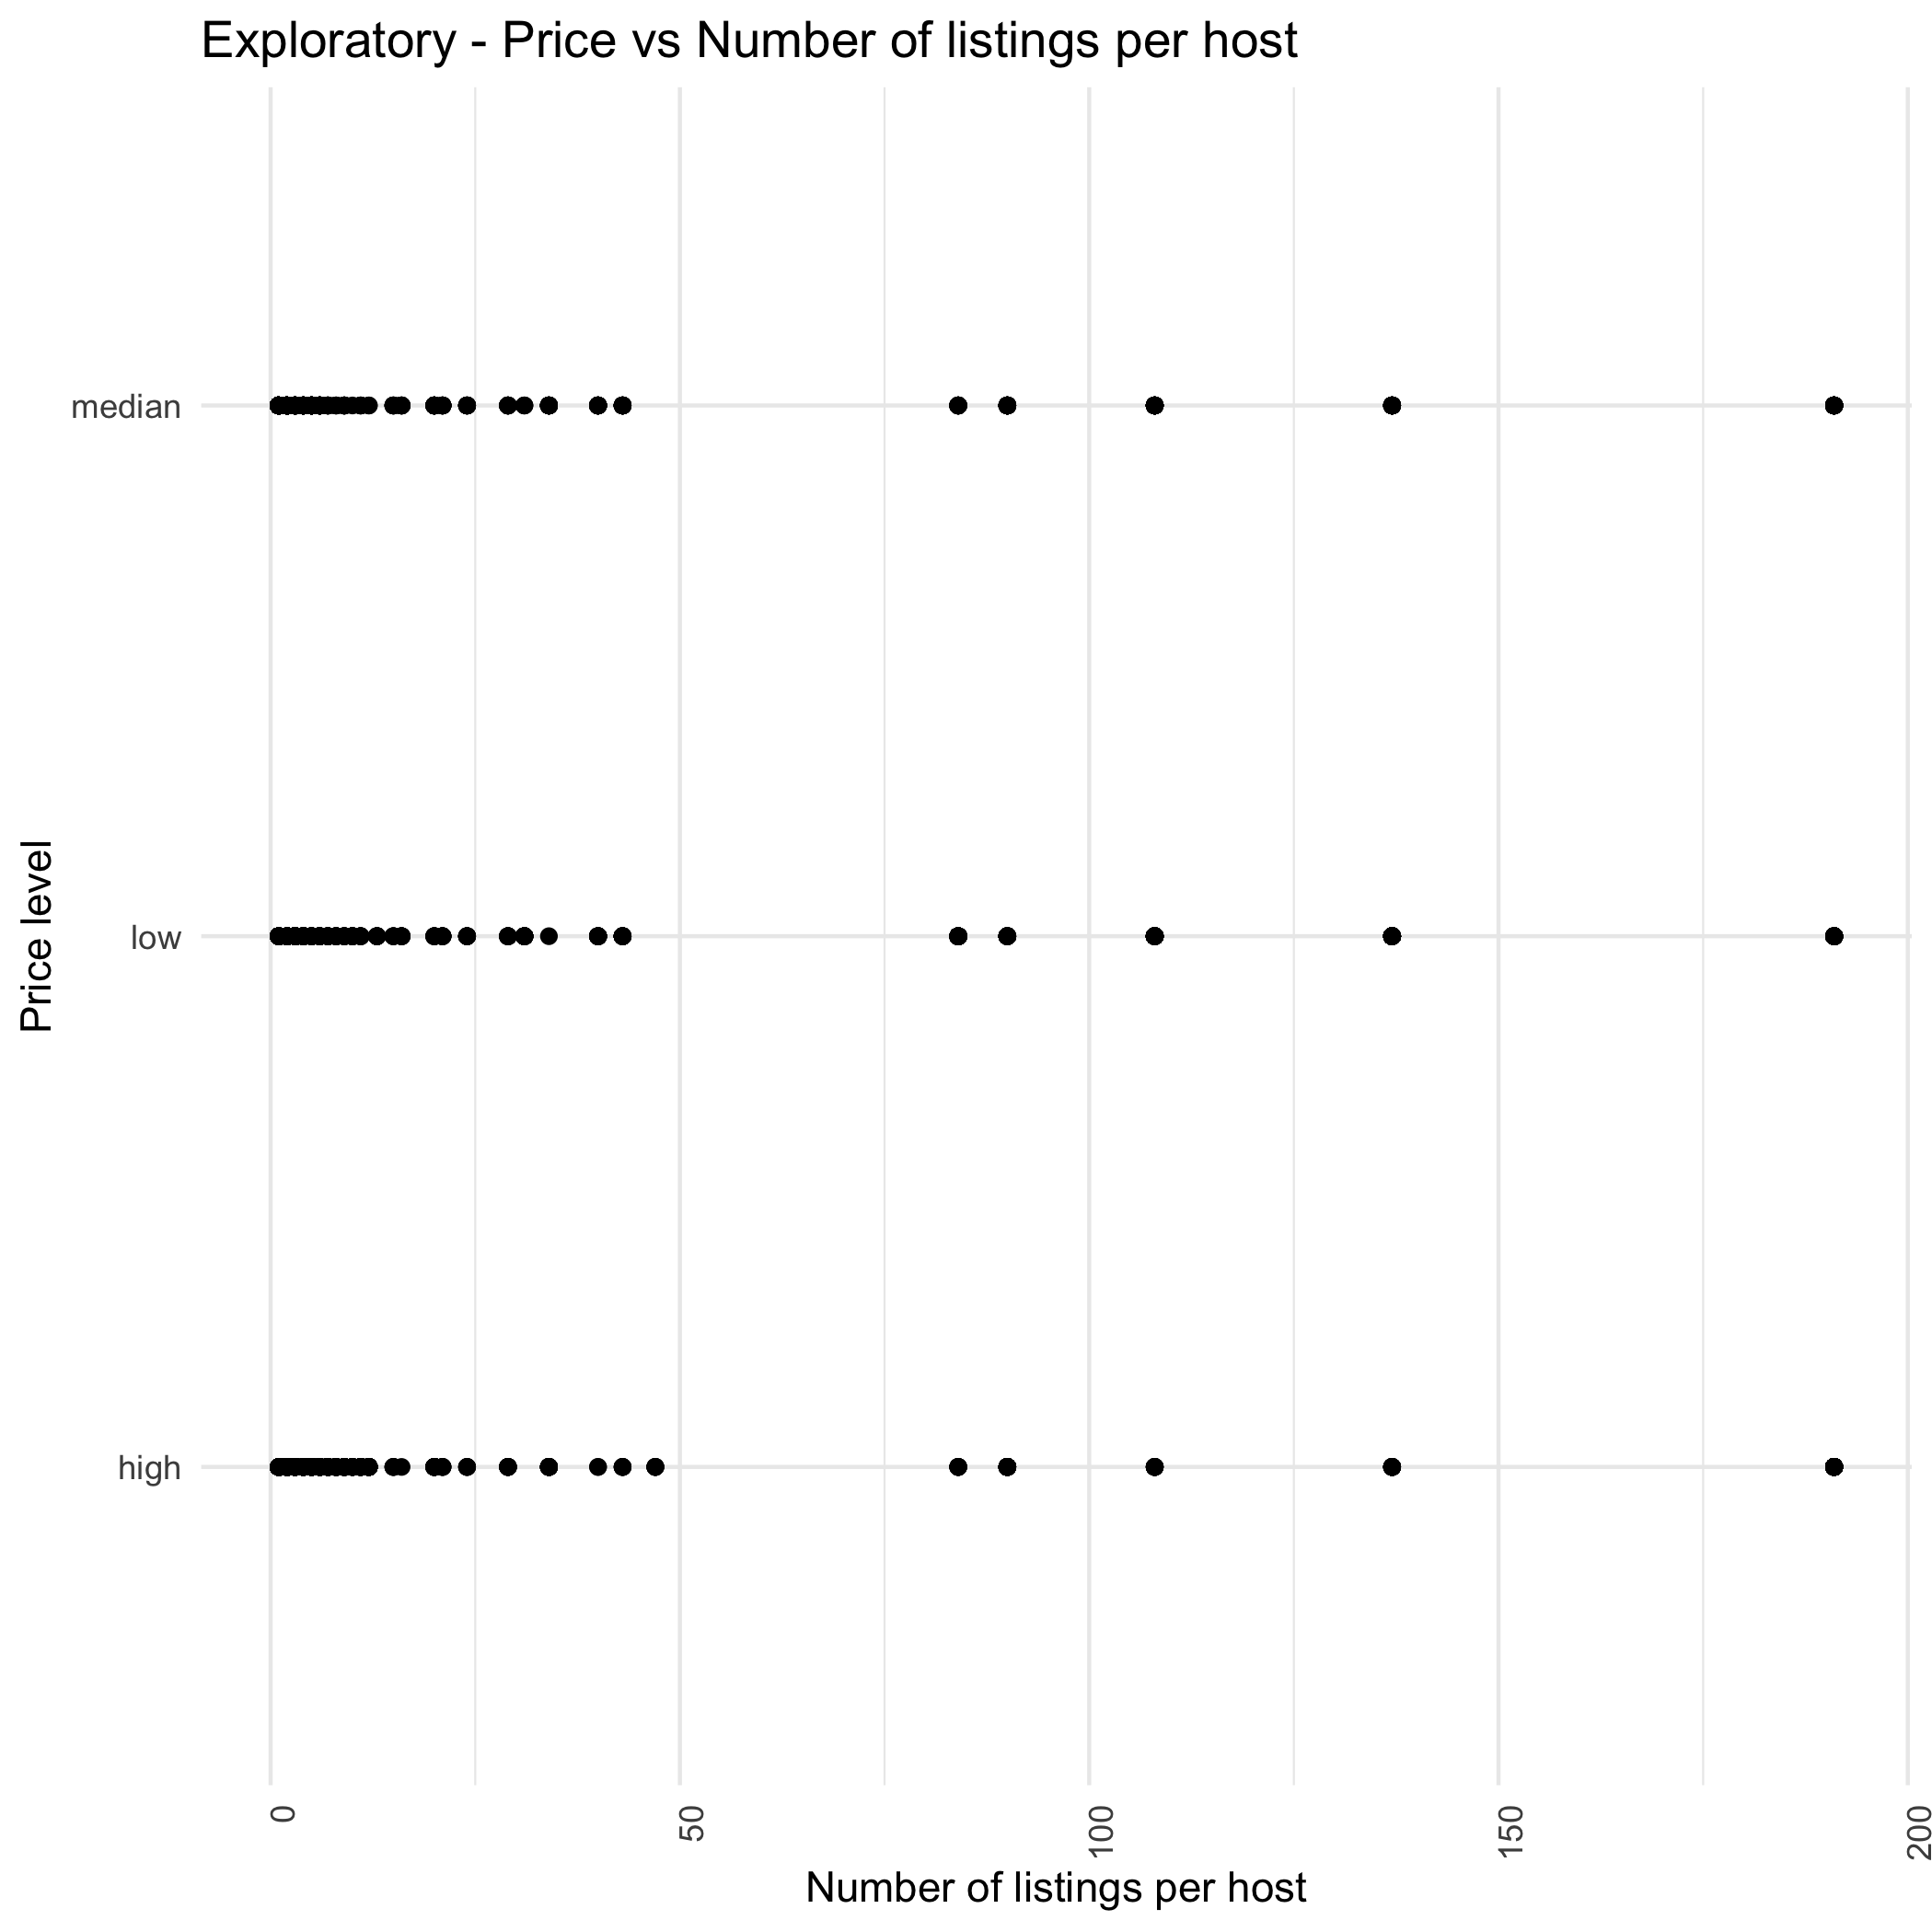 Exploratory - Price vs Number of listings per host
Price level
median
low
high
0
50
100
150
200
Number of listings per host